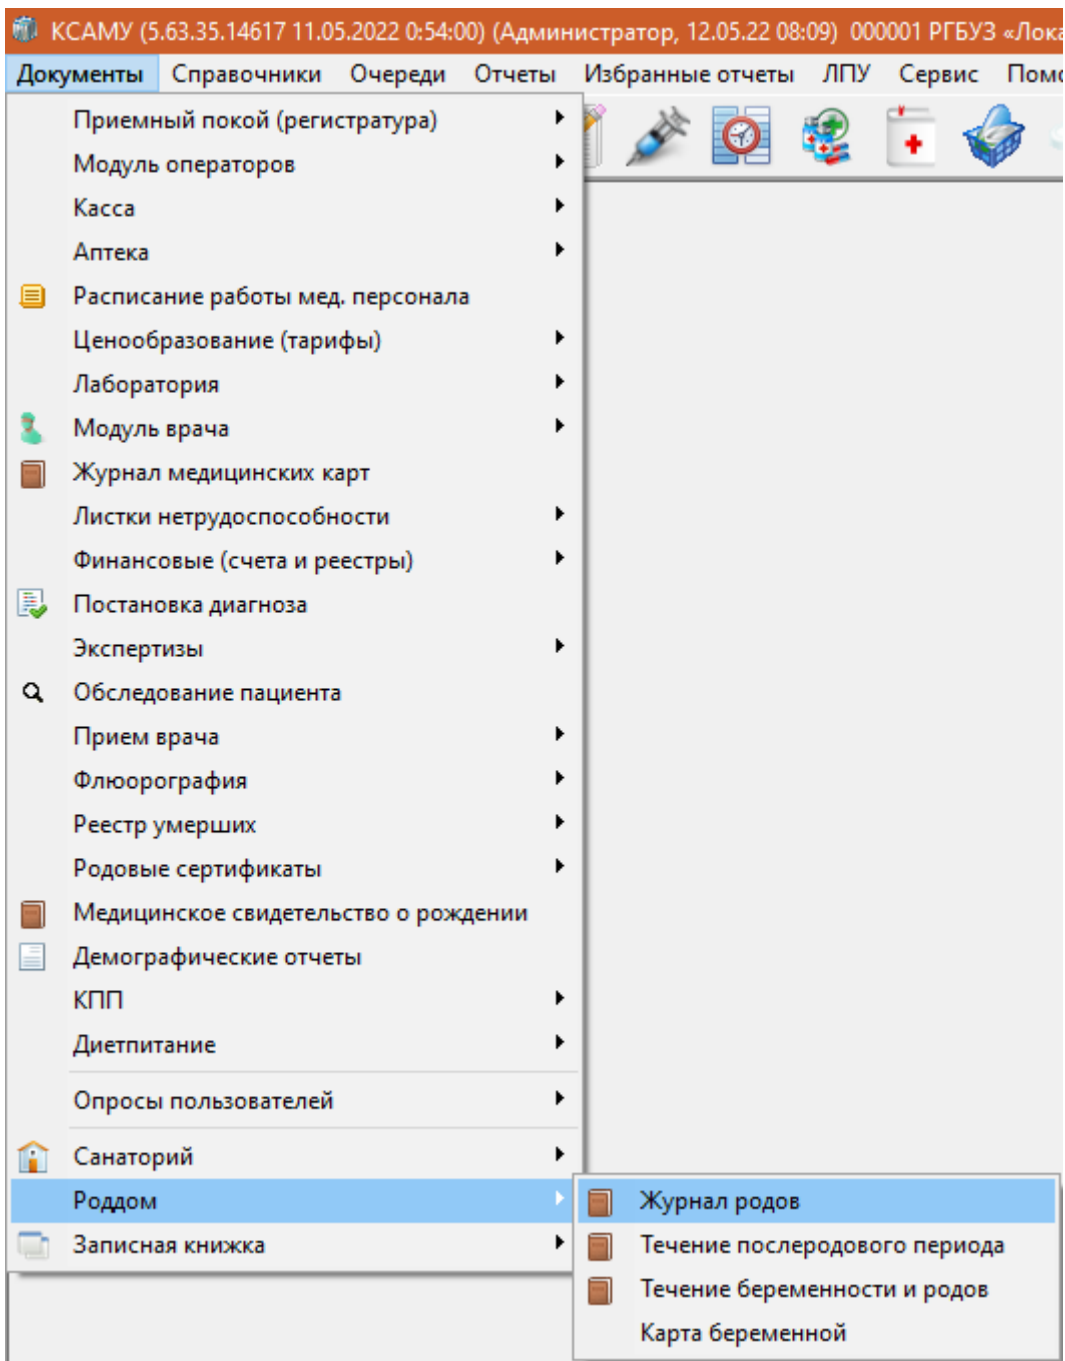 КСАМУ (5.63.35.14617 11.05.2022 0:54:00) (Администратор, 12.05.22 08:09) 000001 РГБУЗ «Лока
Документы Справочники Очереди Отчеты Избранные отчеты ЛПУ Сервис Помо
Приемный покой (регистратура)
Модуль операторов
Касса
Аптека
Расписание работы мед. персонала
Ценообразование (тарифы)
Лаборатория
Модуль врача
Журнал медицинских карт
Листки нетрудоспособности
Финансовые (счета и реестры)
Постановка диагноза
Экспертизы
Обследование пациента
Прием врача
Флюорография
Реестр умерших
Родовые сертификаты
Медицинское свидетельство о рождении
Демографические отчеты
КПП
Диетпитание
Опросы пользователей
Санаторий
Роддом
Записная книжка
Журнал родов
Течение послеродового периода
Течение беременности и родов
Карта беременной